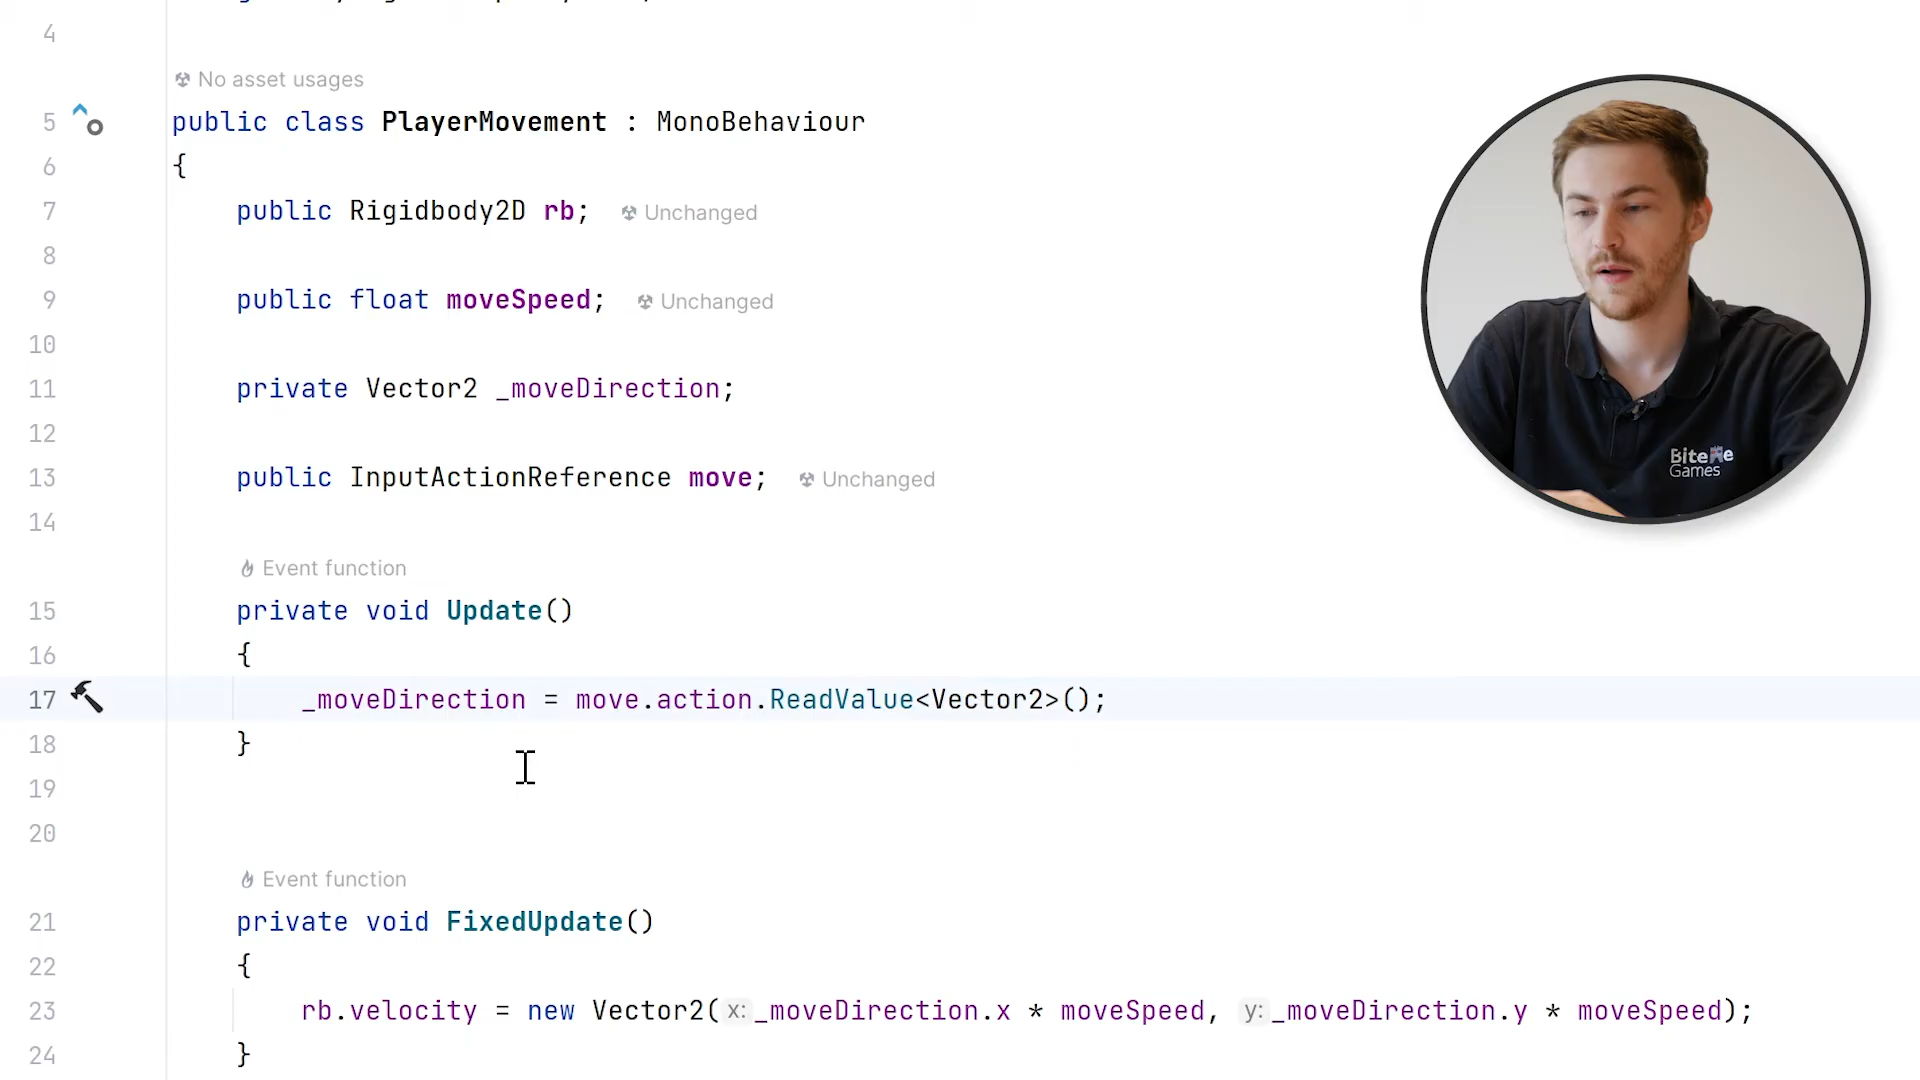 4
No asset usages
5 public class PlayerMovement : MonoBehaviour
6 {
7 public Rigidbody2D rb; Unchanged
8
9 public float moveSpeed; Unchanged
10
11 private Vector2 _moveDirection;
12
13 public InputActionReference move; Unchanged
14
Event function
15 private void Update()
16 {
17 _moveDirection = move.action.ReadValue<Vector2>();
18 }
19
20
Event function
21 private void FixedUpdate()
22 {
23 rb.velocity = new Vector2(x:_moveDirection.x * moveSpeed, y:_moveDirection.y * moveSpeed);
24 }
BiteMe
Games